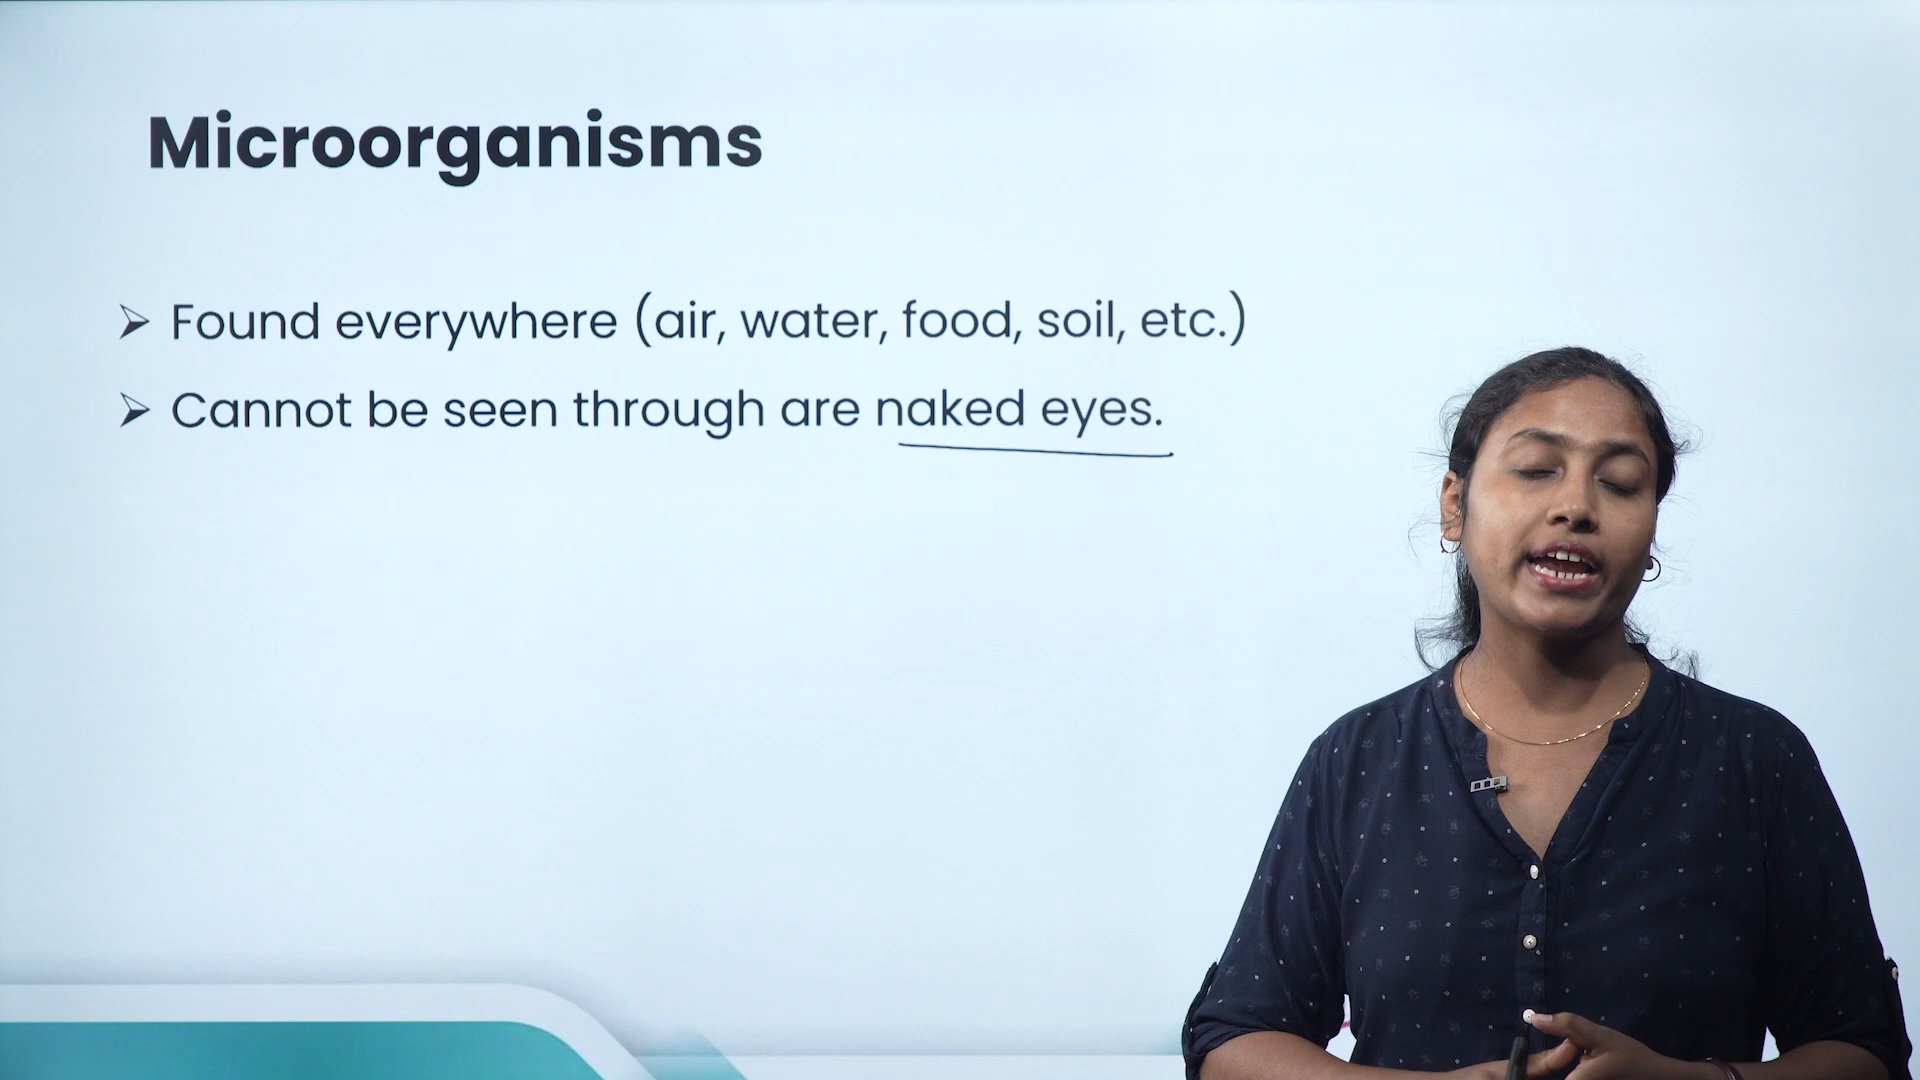 Microorganisms
➢ Found everywhere (air, water, food, soil, etc.)
➢ Cannot be seen through are naked eyes.